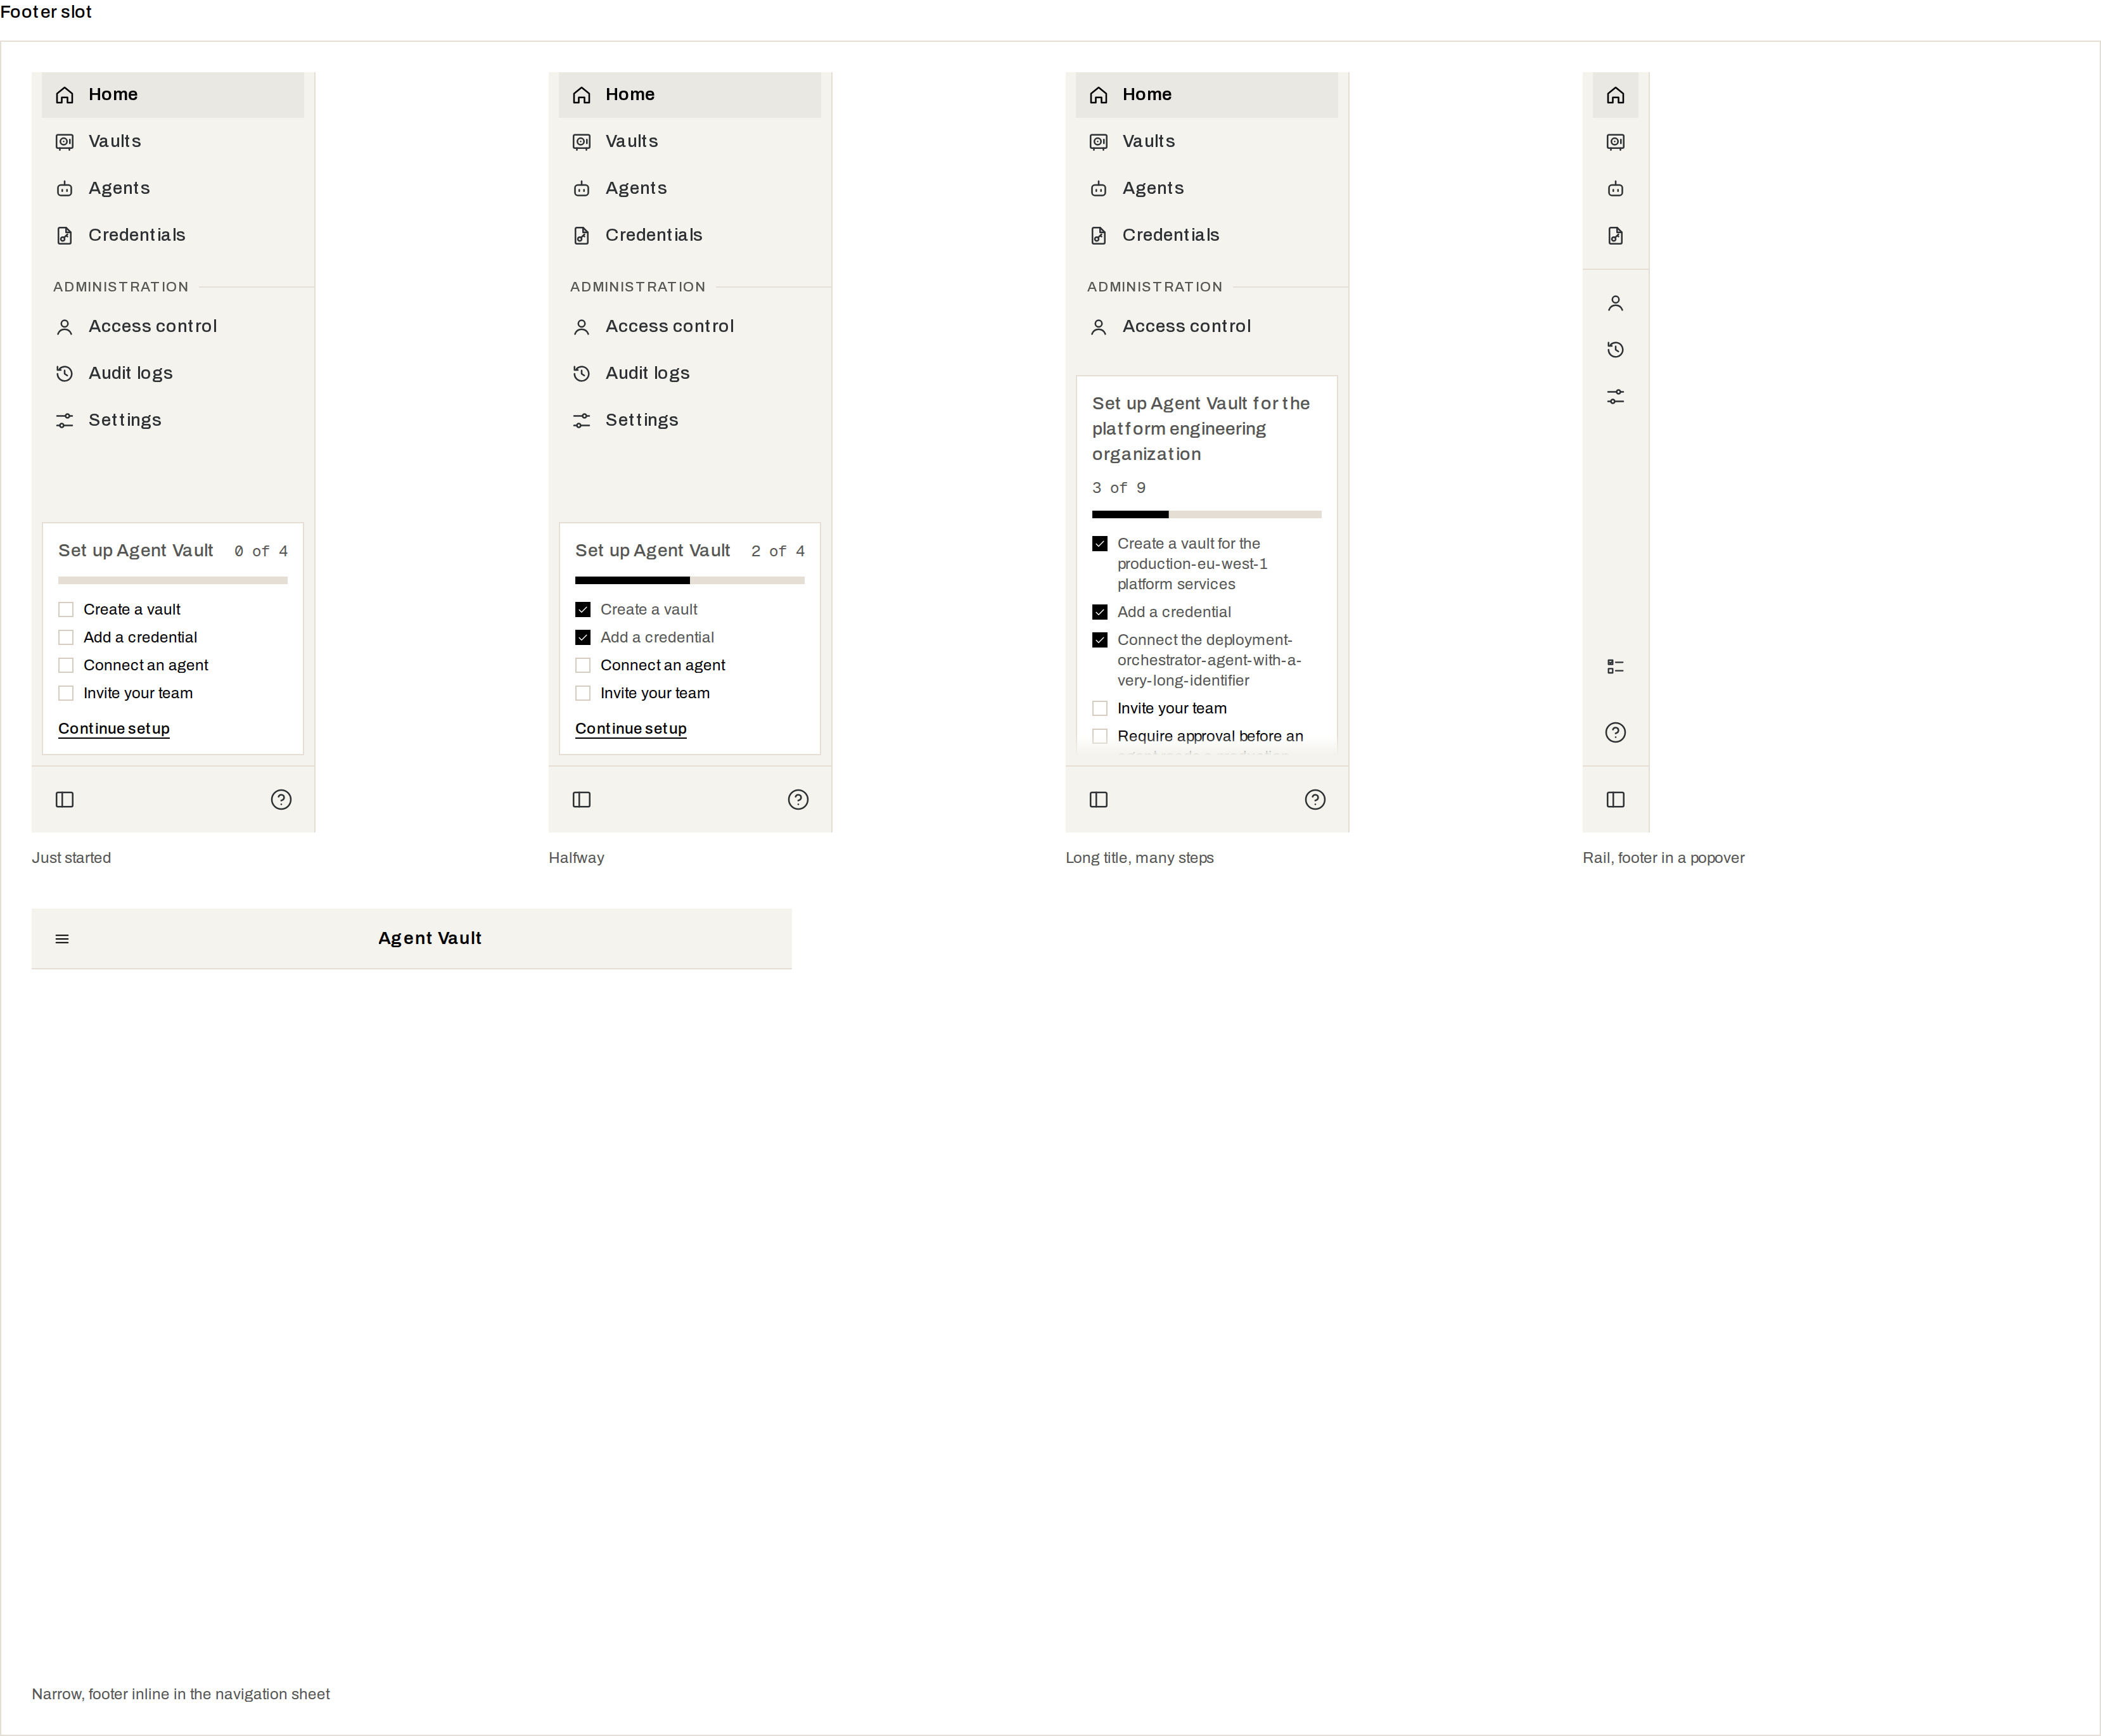 Footer slot
Home
Vaults
Agents
Credentials
ADMINISTRATION
Access control
Audit logs
Settings
Set up Agent Vault 0 of 4
Create a vault
Add a credential
Connect an agent
Invite your team
Continue setup
Just started
Home
Vaults
Agents
Credentials
ADMINISTRATION
Access control
Audit logs
Settings
Set up Agent Vault 2 of 4
Create a vault
Add a credential
Connect an agent
Invite your team
Continue setup
Halfway
Home
Vaults
Agents
Credentials
ADMINISTRATION
Access control
Set up Agent Vault for the
platform engineering
organization
3 of 9
Create a vault for the
production-eu-west-1
platform services
Add a credential
Connect the deployment-
orchestrator-agent-with-a-
very-long-identifier
Invite your team
Require approval before an
Long title, many steps
Rail, footer in a popover
Agent Vault
Narrow, footer inline in the navigation sheet